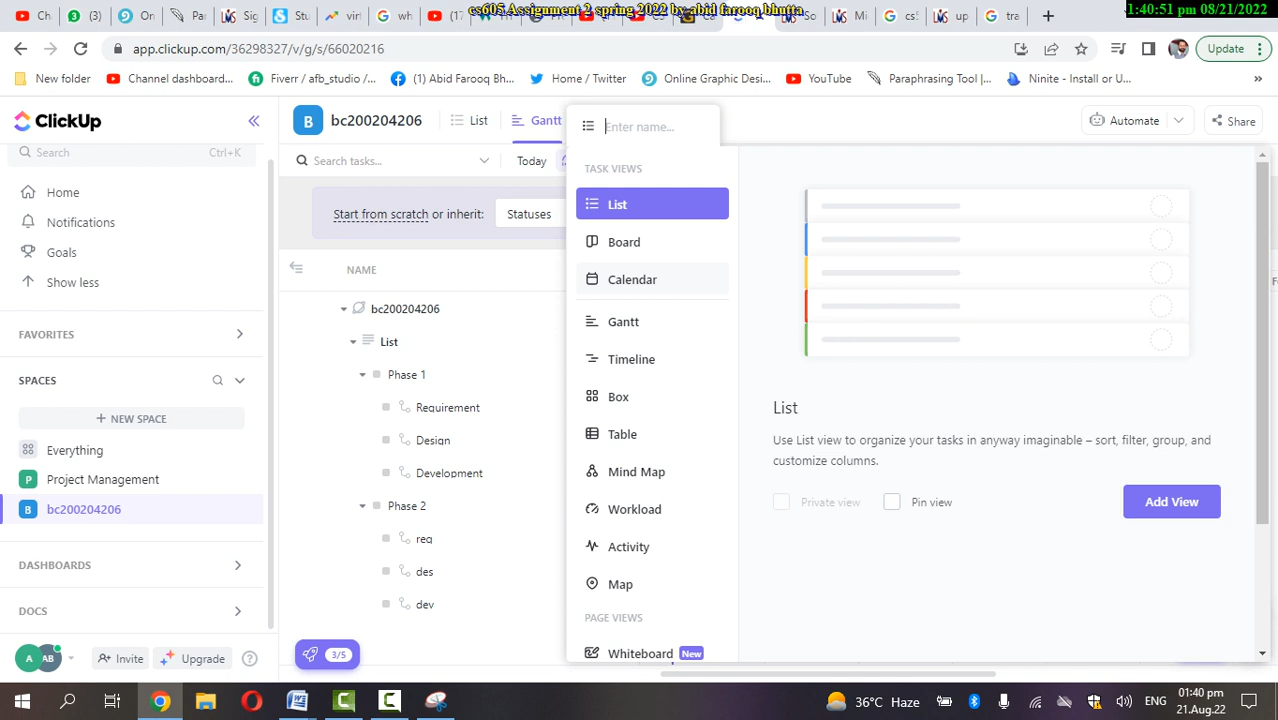 cs605 Assignment 2 spring 2022 by abid farooq bhutta
1:40:51 pm 08/21/2022
app.clickup.com/36298327/v/g/s/66020216
Update
New folder
Channel dashboard...
Fiverr / afb_studio /...
(1) Abid Farooq Bh...
Home / Twitter
Online Graphic Desi...
YouTube
Paraphrasing Tool |...
Ninite - Install or U...
»
ClickUp
bc200204206
List
Gantt
Enter name...
Automate
Share
Search
Ctrl+K
Search tasks...
Today
TASK VIEWS
Home
Notifications
Goals
Show less
Start from scratch or inherit:
Statuses
List
Board
Calendar
Gantt
Timeline
Box
Table
Mind Map
Workload
Activity
Map
PAGE VIEWS
Whiteboard New
NAME
bc200204206
List
Phase 1
Requirement
Design
Development
Phase 2
req
des
dev
FAVORITES
SPACES
+ NEW SPACE
Everything
P Project Management
B bc200204206
DASHBOARDS
DOCS
List
Use List view to organize your tasks in anyway imaginable – sort, filter, group, and
customize columns.
Private view
Pin view
Add View
A
AB
Invite
Upgrade
3/5
36°C Haze
ENG
01:40 pm
21.Aug.22